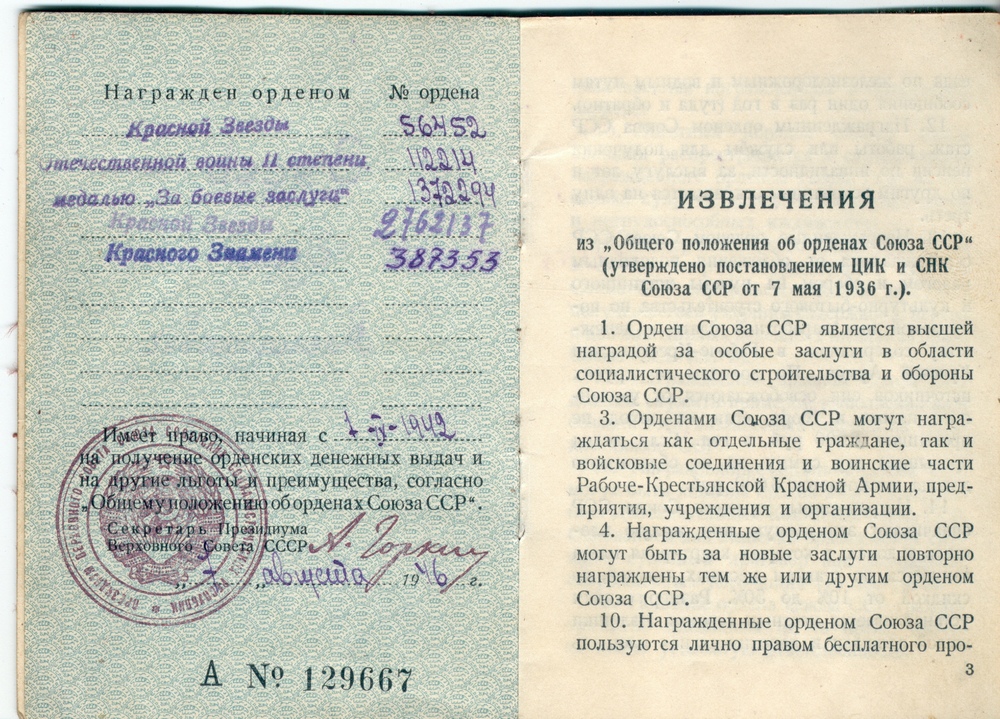 Награжден орденом № ордена
Красной Звезды 56452
Отечественной войны II степени 112214
медалью „За боевые заслуги“ 1372294
Красной Звезды 2762137
Красного Знамени 387353
Имеет право, начиная с 1-IX-1942
на получение орденских денежных выдач и
на другие льготы и преимущества, согласно
„Общему положению об орденах Союза ССР“.
Секретарь Президиума
Верховного Совета СССР А. Горкин
„7 „августа 1946 г.
А № 129667
ИЗВЛЕЧЕНИЯ
из „Общего положения об орденах Союза ССР“
(утверждено постановлением ЦИК и СНК
Союза ССР от 7 мая 1936 г.).
1. Орден Союза ССР является высшей
наградой за особые заслуги в области
социалистического строительства и обороны
Союза ССР.
3. Орденами Союза ССР могут награ-
ждаться как отдельные граждане, так и
войсковые соединения и воинские части
Рабоче-Крестьянской Красной Армии, пред-
приятия, учреждения и организации.
4. Награжденные орденом Союза ССР
могут быть за новые заслуги повторно
награждены тем же или другим орденом
Союза ССР.
10. Награжденные орденом Союза ССР
пользуются лично правом бесплатного про-
3